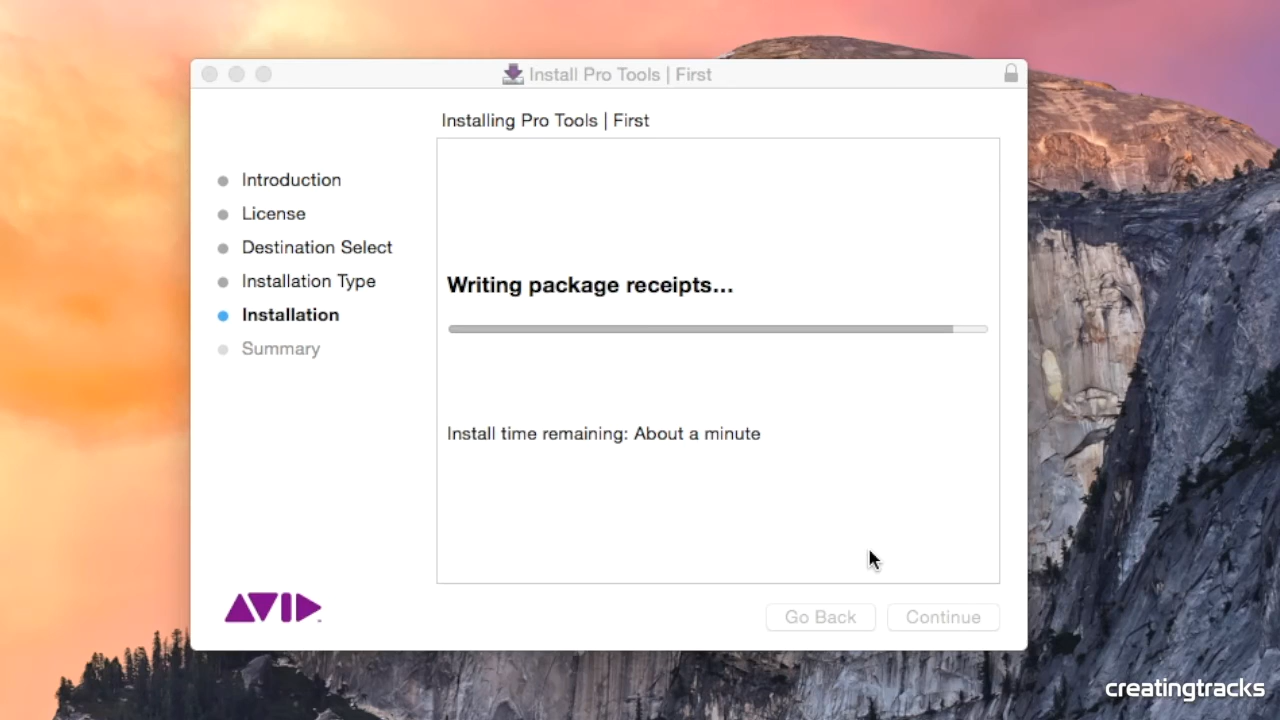 Install Pro Tools | First
Installing Pro Tools | First
Introduction
License
Destination Select
Installation Type
Installation
Summary
Writing package receipts...
Install time remaining: About a minute
AVID
Go Back
Continue
creatingtracks